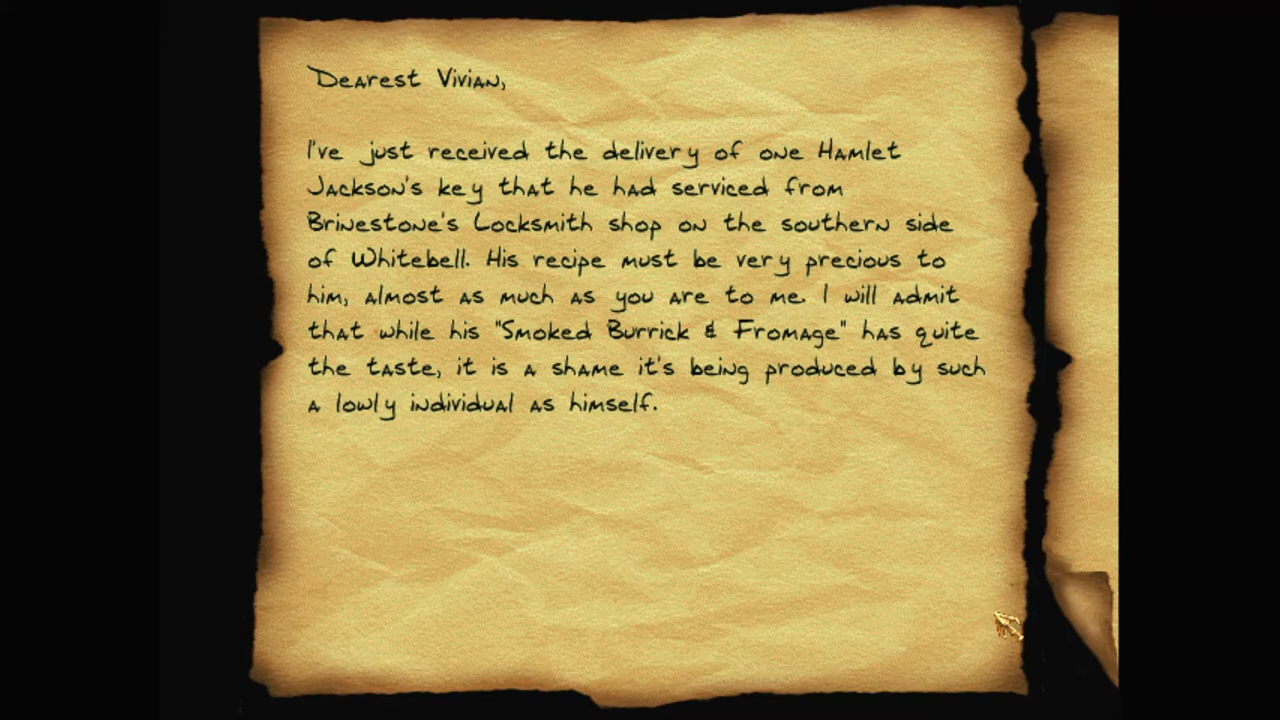 Dearest Vivian,
I've just received the delivery of one Hamlet
Jackson's key that he had serviced from
Brinestone's Locksmith shop on the southern side
of Whitebell. His recipe must be very precious to
him, almost as much as you are to me. I will admit
that while his "Smoked Burrick & Fromage" has quite
the taste, it is a shame it's being produced by such
a lowly individual as himself.